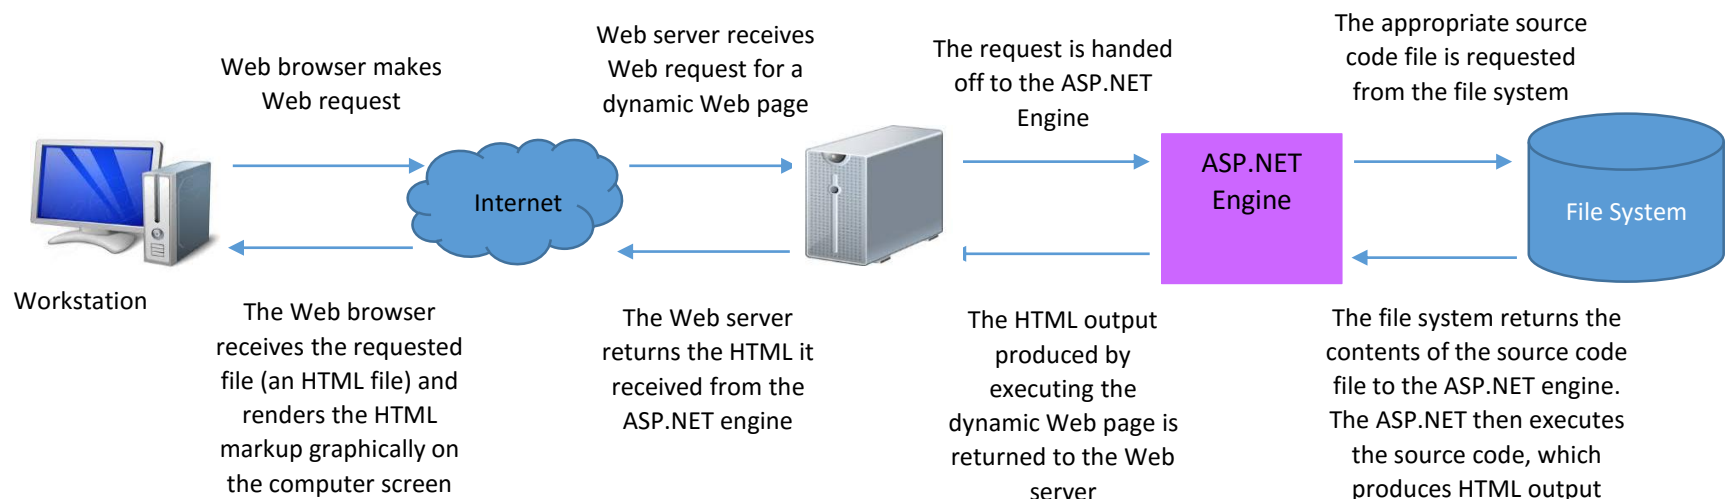 Web browser makes
Web request
Web server receives
Web request for a
dynamic Web page
The request is handed
off to the ASP.NET
Engine
The appropriate source
code file is requested
from the file system
Internet
ASP.NET
Engine
File System
Workstation
The Web browser
receives the requested
file (an HTML file) and
renders the HTML
markup graphically on
the computer screen
The Web server
returns the HTML it
received from the
ASP.NET engine
The HTML output
produced by
executing the
dynamic Web page is
returned to the Web
server
The file system returns the
contents of the source code
file to the ASP.NET engine.
The ASP.NET then executes
the source code, which
produces HTML output